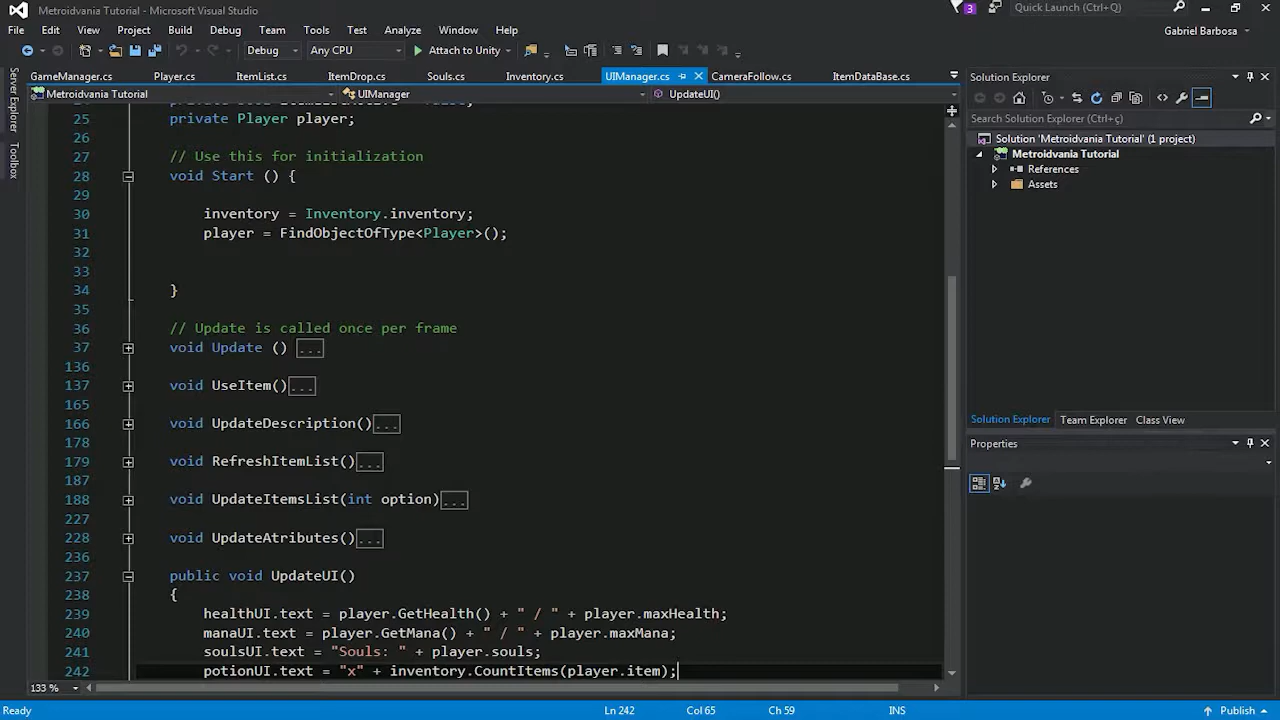 Metroidvania Tutorial - Microsoft Visual Studio
3
Quick Launch (Ctrl+Q)
File Edit View Project Build Debug Team Tools Test Analyze Window Help
Gabriel Barbosa
Debug Any CPU Attach to Unity
GameManager.cs Player.cs ItemList.cs ItemDrop.cs Souls.cs Inventory.cs UIManager.cs CameraFollow.cs ItemDataBase.cs
Metroidvania Tutorial UIManager UpdateUI()
Server Explorer
Toolbox
25 private Player player;
26
27 // Use this for initialization
28 void Start () {
29
30 inventory = Inventory.inventory;
31 player = FindObjectOfType<Player>();
32
33
34 }
35
36 // Update is called once per frame
37 void Update () ...
136
137 void UseItem()...
165
166 void UpdateDescription()...
178
179 void RefreshItemList()...
187
188 void UpdateItemsList(int option)...
227
228 void UpdateAtributes()...
236
237 public void UpdateUI()
238 {
239 healthUI.text = player.GetHealth() + " / " + player.maxHealth;
240 manaUI.text = player.GetMana() + " / " + player.maxMana;
241 soulsUI.text = "Souls: " + player.souls;
242 potionUI.text = "x" + inventory.CountItems(player.item);
133 %
Solution Explorer
Search Solution Explorer (Ctrl+ç)
Solution 'Metroidvania Tutorial' (1 project)
Metroidvania Tutorial
References
Assets
Solution Explorer Team Explorer Class View
Properties
Ready Ln 242 Col 65 Ch 59 INS Publish